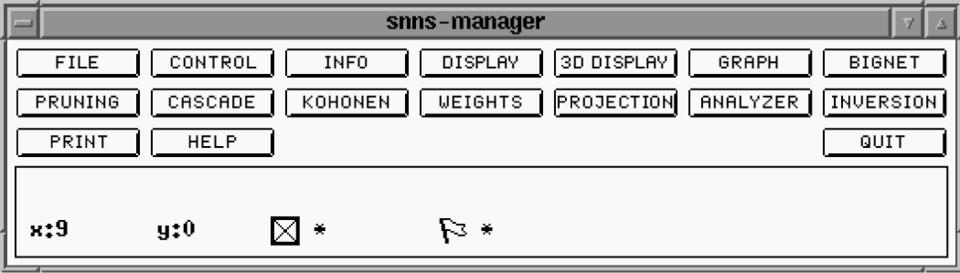 snns-manager
FILE CONTROL INFO DISPLAY 3D DISPLAY GRAPH BIGNET
PRUNING CASCADE KOHONEN WEIGHTS PROJECTION ANALYZER INVERSION
PRINT HELP QUIT
x:9 y:0 * *